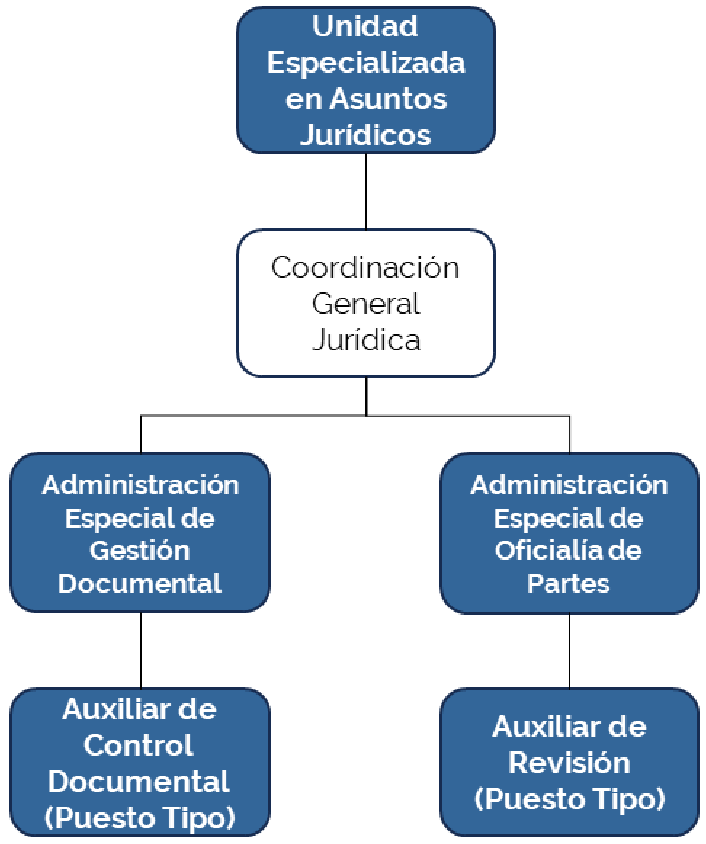 Unidad
Especializada
en Asuntos
Jurídicos
Coordinación
General
Jurídica
Administración
Especial de
Gestión
Documental
Administración
Especial de
Oficialía de
Partes
Auxiliar de
Control
Documental
(Puesto Tipo)
Auxiliar de
Revisión
(Puesto Tipo)